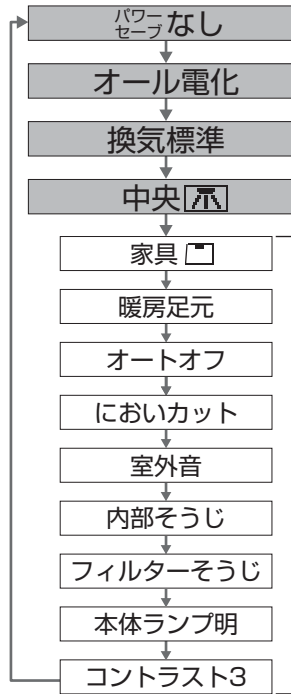 パワーセーブなし
オール電化
換気標準
中央
家具
暖房足元
オートオフ
においカット
室外音
内部そうじ
フィルターそうじ
本体ランプ明
コントラスト3